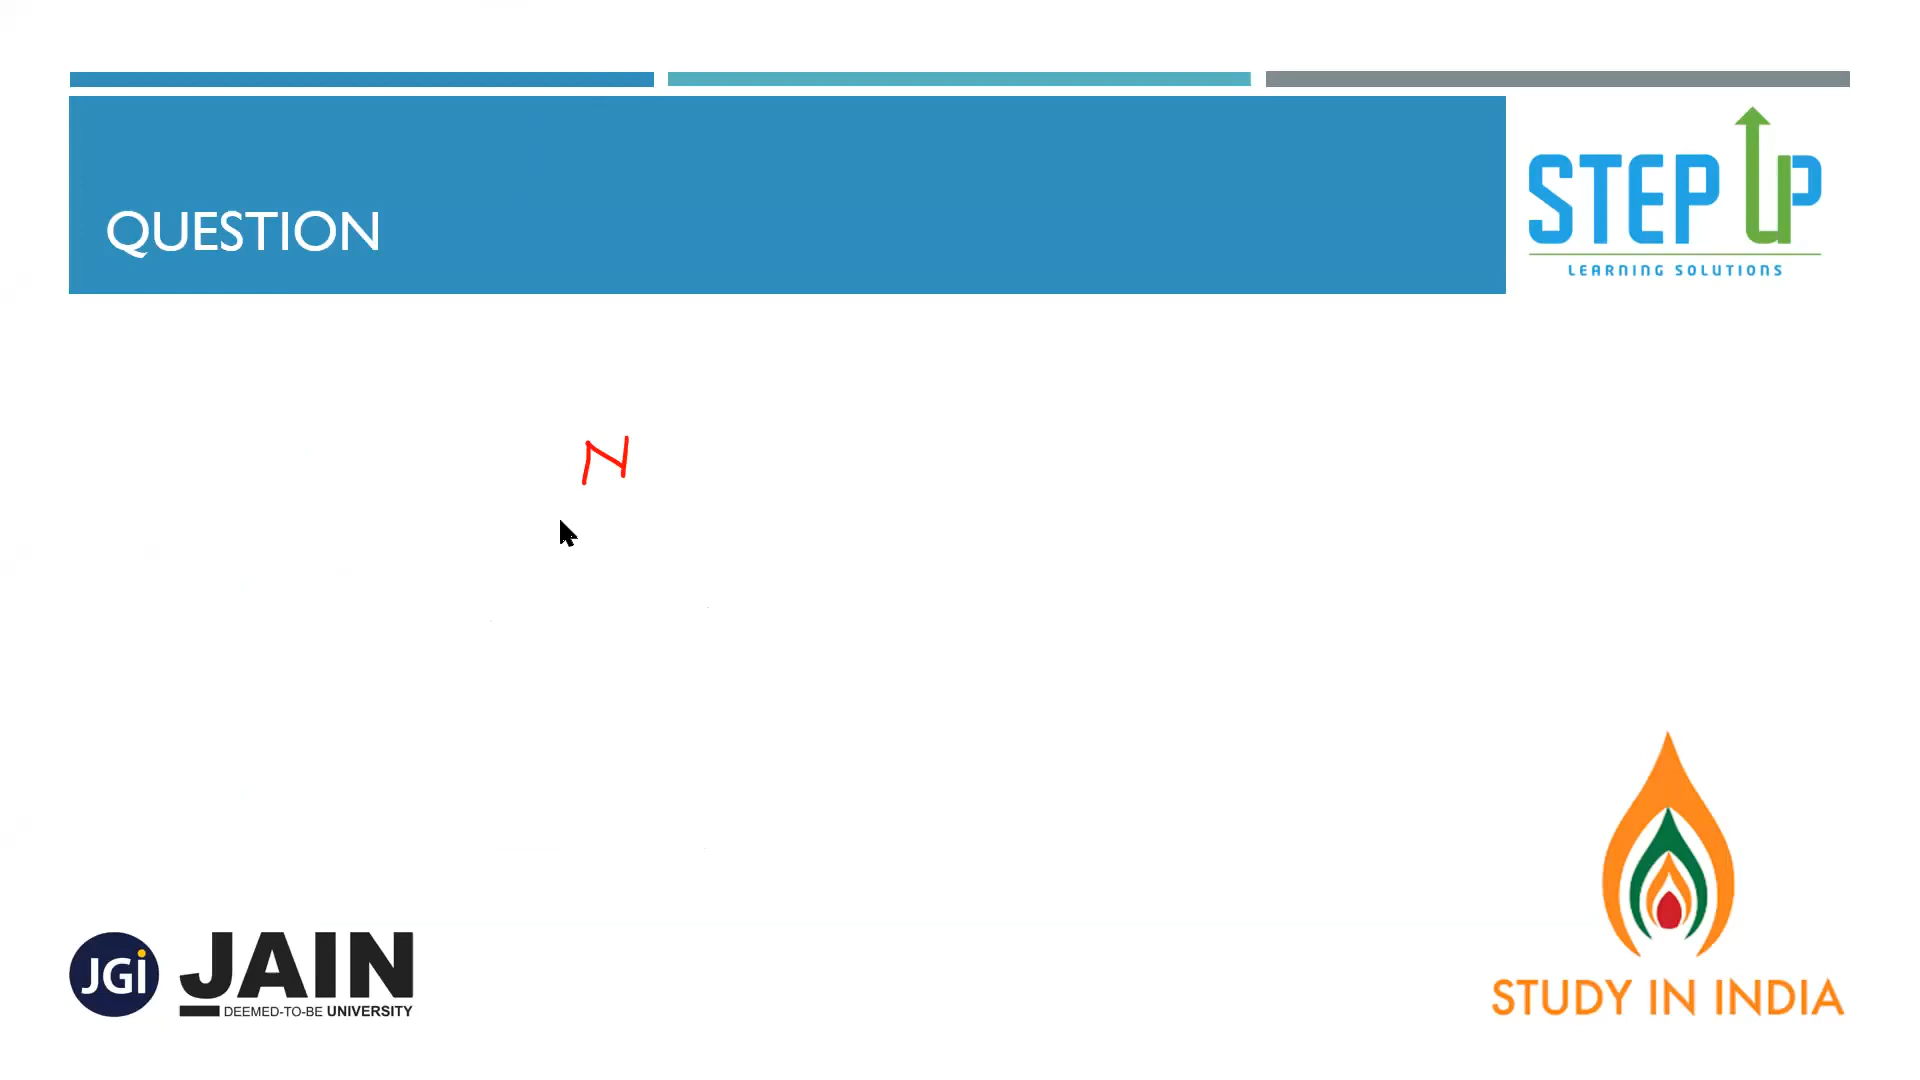 STEP UP
LEARNING SOLUTIONS
QUESTION
N
JGi JAIN
DEEMED-TO-BE UNIVERSITY
STUDY IN INDIA